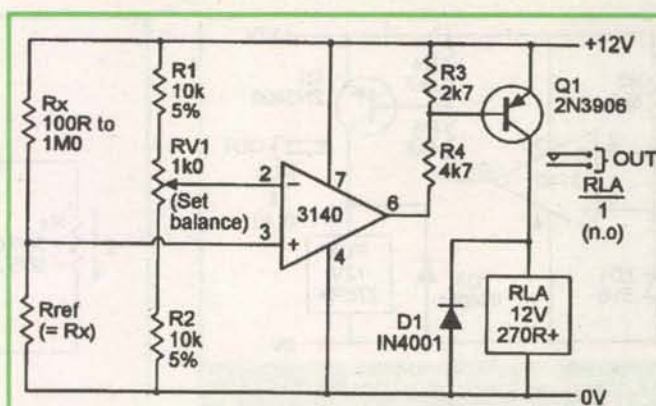 +12V
Rx
100R to
1M0
R1
10k
5%
RV1
1k0
(Set
balance)
R3
2k7
R4
4k7
Q1
2N3906
OUT
RLA
1
(n.o)
2
3
3140
7
6
4
Rref
(= Rx)
R2
10k
5%
D1
IN4001
RLA
12V
270R+
0V